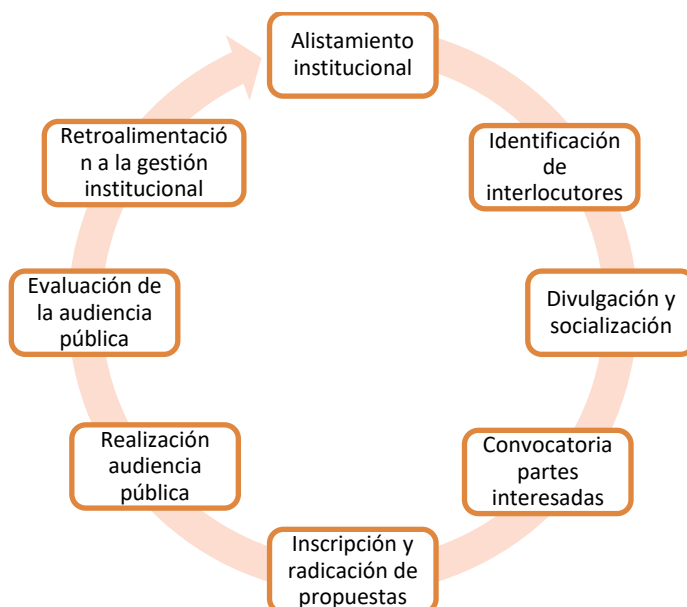 Alistamiento
institucional
Identificación
de
interlocutores
Divulgación y
socialización
Convocatoria
partes
interesadas
Inscripción y
radicación de
propuestas
Realización
audiencia
pública
Evaluación de
la audiencia
pública
Retroalimentació
n a la gestión
institucional